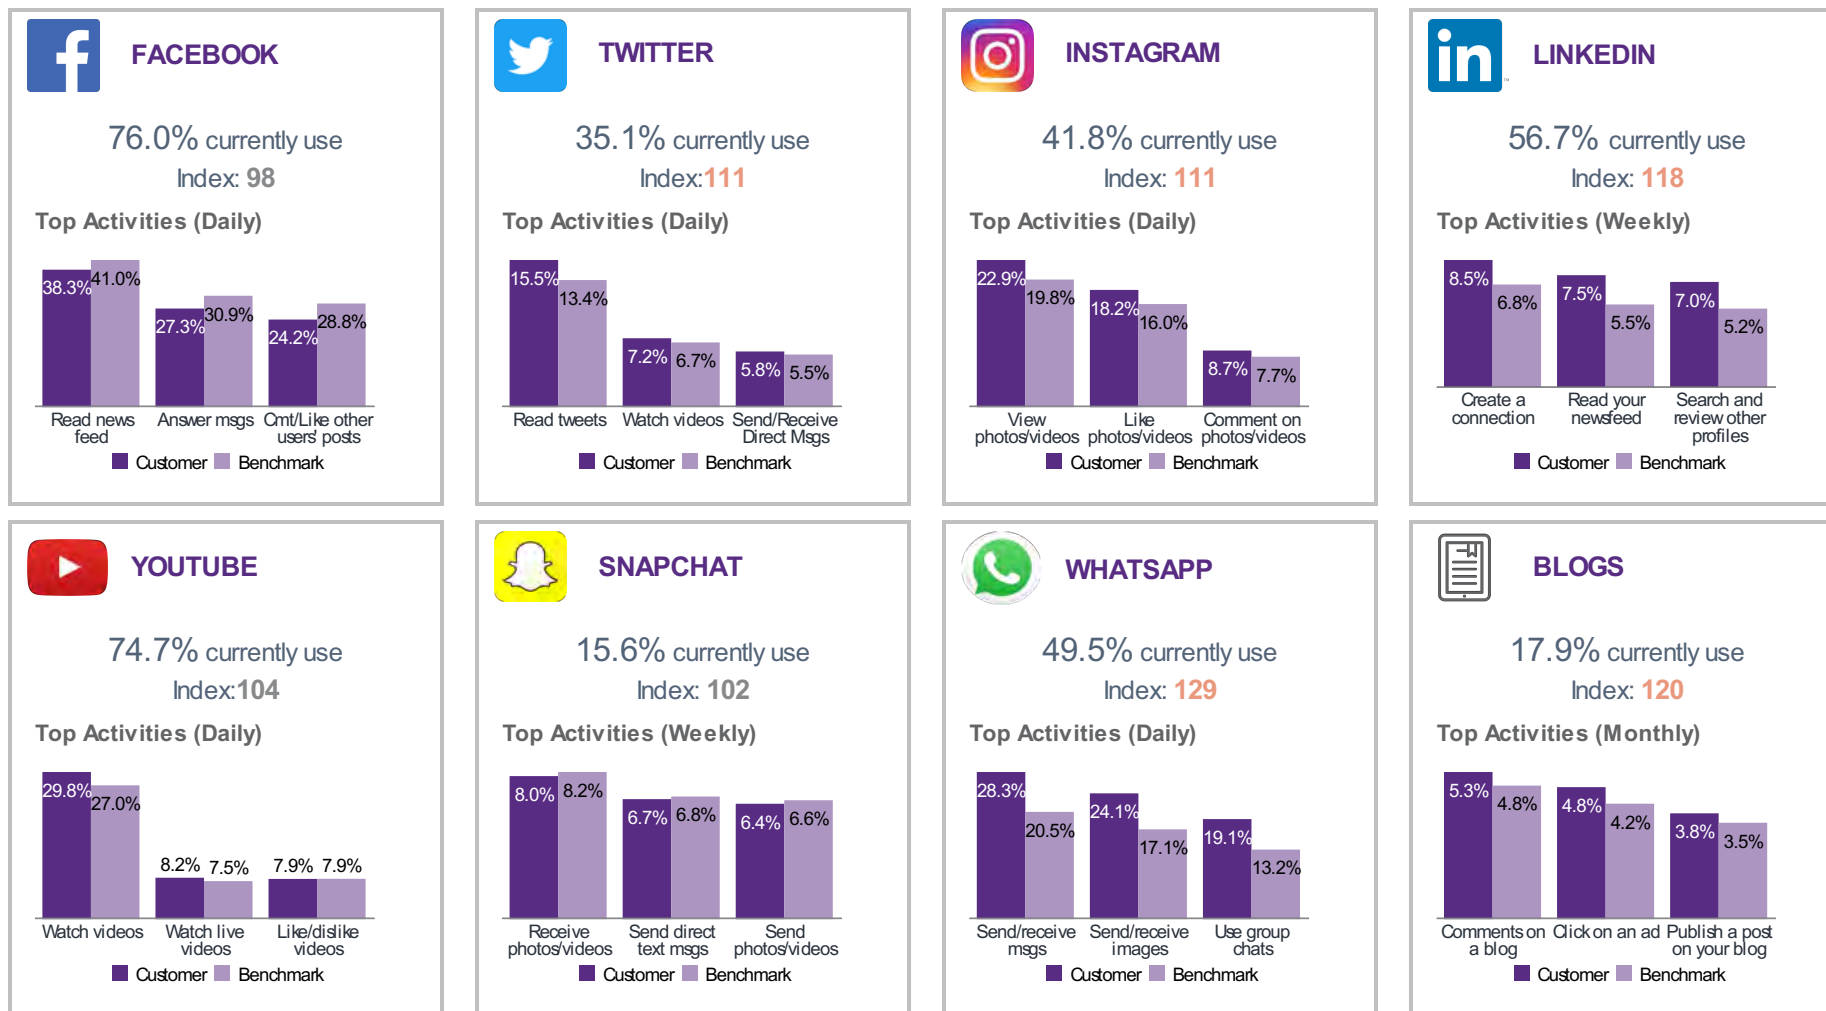 FACEBOOK
76.0% currently use
Index: 98
Top Activities (Daily)
38.3% 41.0%
27.3% 30.9%
24.2% 28.8%
Read news feed
Answer msgs
Cmt/Like other users' posts
Customer Benchmark
TWITTER
35.1% currently use
Index:111
Top Activities (Daily)
15.5% 13.4%
7.2% 6.7%
5.8% 5.5%
Read tweets
Watch videos
Send/Receive Direct Msgs
Customer Benchmark
INSTAGRAM
41.8% currently use
Index: 111
Top Activities (Daily)
22.9% 19.8%
18.2% 16.0%
8.7% 7.7%
View photos/videos
Like photos/videos
Comment on photos/videos
Customer Benchmark
in
LINKEDIN
56.7% currently use
Index: 118
Top Activities (Weekly)
8.5% 6.8%
7.5% 5.5%
7.0% 5.2%
Create a connection
Read your newsfeed
Search and review other profiles
Customer Benchmark
YOUTUBE
74.7% currently use
Index:104
Top Activities (Daily)
29.8% 27.0%
8.2% 7.5%
7.9% 7.9%
Watch videos
Watch live videos
Like/dislike videos
Customer Benchmark
SNAPCHAT
15.6% currently use
Index: 102
Top Activities (Weekly)
8.0% 8.2%
6.7% 6.8%
6.4% 6.6%
Receive photos/videos
Send direct text msgs
Send photos/videos
Customer Benchmark
WHATSAPP
49.5% currently use
Index: 129
Top Activities (Daily)
28.3% 20.5%
24.1% 17.1%
19.1% 13.2%
Send/receive msgs
Send/receive images
Use group chats
Customer Benchmark
BLOGS
17.9% currently use
Index: 120
Top Activities (Monthly)
5.3% 4.8%
4.8% 4.2%
3.8% 3.5%
Comments on a blog
Click on an ad
Publish a post on your blog
Customer Benchmark